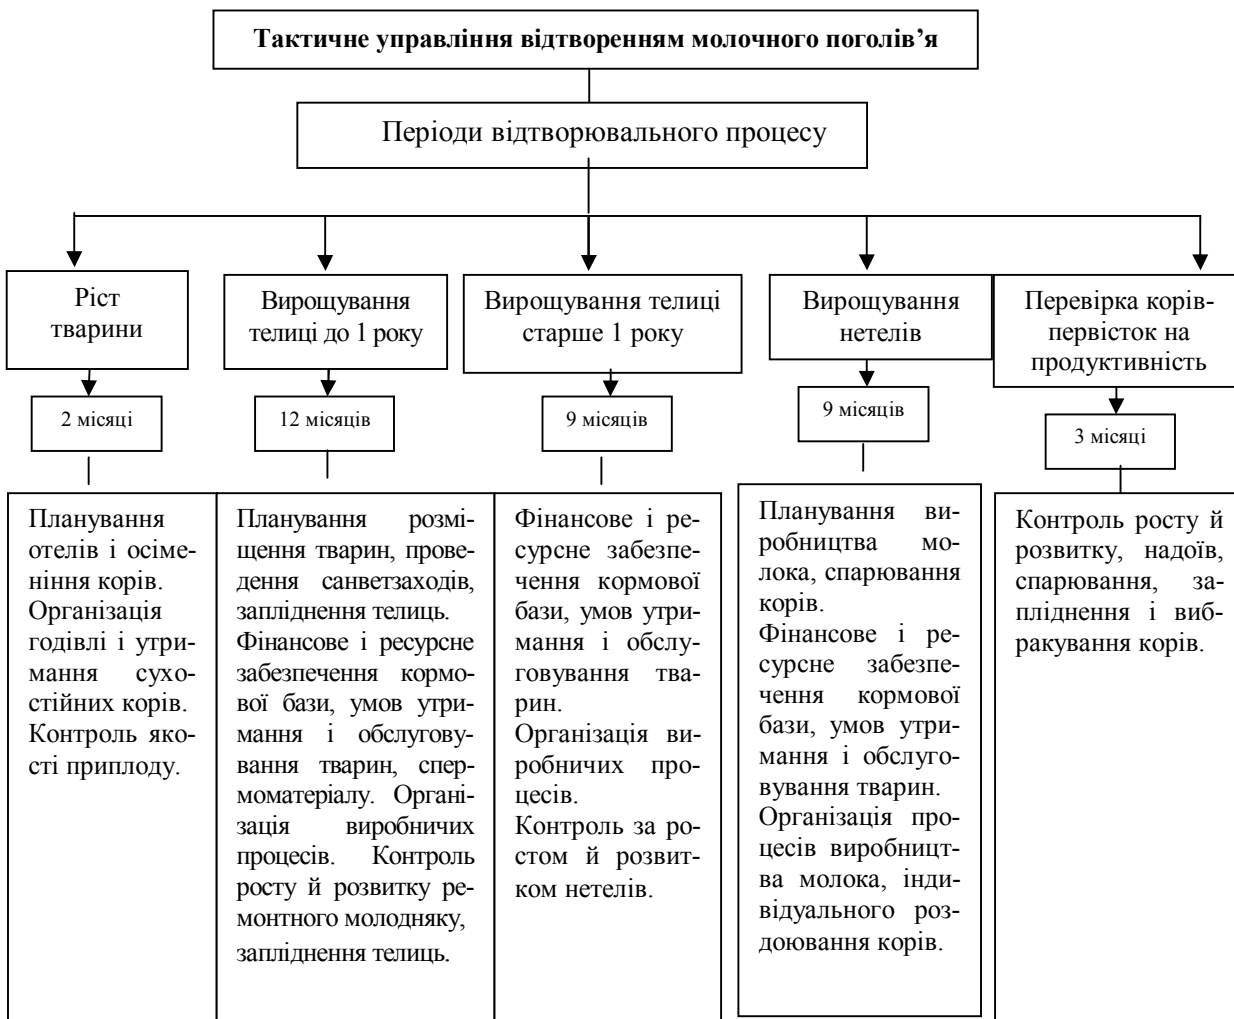 Тактичне управління відтворенням молочного поголів’я
Періоди відтворювального процесу
Ріст
тварини
Вирощування
телиці до 1 року
Вирощування телиці
старше 1 року
Вирощування
нетелів
Перевірка корів-
первісток на
продуктивність
2 місяці
12 місяців
9 місяців
9 місяців
3 місяці
Планування
отелів і осіме-
ніння корів.
Організація
годівлі і утри-
мання сухо-
стійних корів.
Контроль яко-
сті приплоду.
Планування розмі-
щення тварин, прове-
дення санветзаходів,
запліднення телиць.
Фінансове і ресурсне
забезпечення кормо-
вої бази, умов утри-
мання і обслугову-
вання тварин, спер-
моматеріалу. Органі-
зація виробничих
процесів. Контроль
росту й розвитку ре-
монтного молодняку,
запліднення телиць.
Фінансове і ре-
сурсне забезпе-
чення кормової
бази, умов утри-
мання і обслу-
говування тва-
рин.
Організація ви-
робничих про-
цесів.
Контроль за ро-
стом й розвит-
ком нетелів.
Планування ви-
робництва мо-
лока, спарювання
корів.
Фінансове і ре-
сурсне забезпе-
чення кормової
бази, умов утри-
мання і обслуго-
вування тварин.
Організація про-
цесів виробницт-
ва молока, інди-
відуального роз-
доювання корів.
Контроль росту й
розвитку, надоїв,
спарювання, за-
пліднення і виб-
ракування корів.